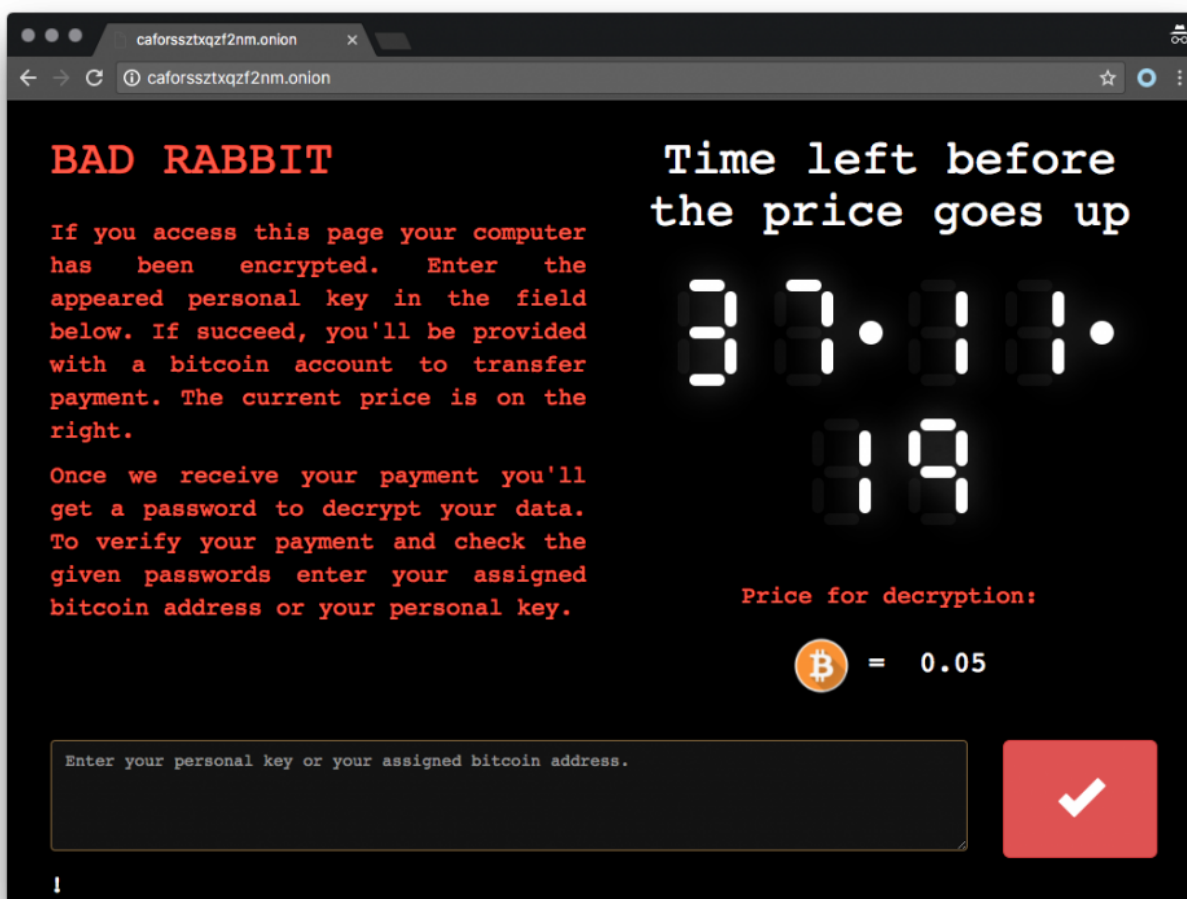 caforssztxqzf2nm.onion
caforssztxqzf2nm.onion
BAD RABBIT
If you access this page your computer
has been encrypted. Enter the
appeared personal key in the field
below. If succeed, you'll be provided
with a bitcoin account to transfer
payment. The current price is on the
right.
Once we receive your payment you'll
get a password to decrypt your data.
To verify your payment and check the
given passwords enter your assigned
bitcoin address or your personal key.
Time left before
the price goes up
37·11·
19
Price for decryption:
₿ = 0.05
Enter your personal key or your assigned bitcoin address.
!